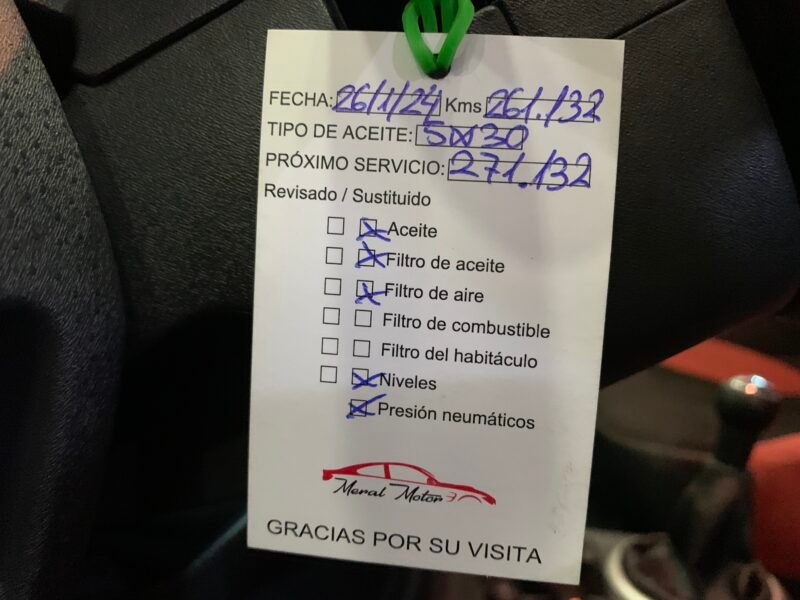 FECHA: 26/1/24 Kms 261.132
TIPO DE ACEITE: 5W30
PRÓXIMO SERVICIO: 271.132
Revisado / Sustituido
Aceite
Filtro de aceite
Filtro de aire
Filtro de combustible
Filtro del habitáculo
Niveles
Presión neumáticos
Meral Motor
GRACIAS POR SU VISITA